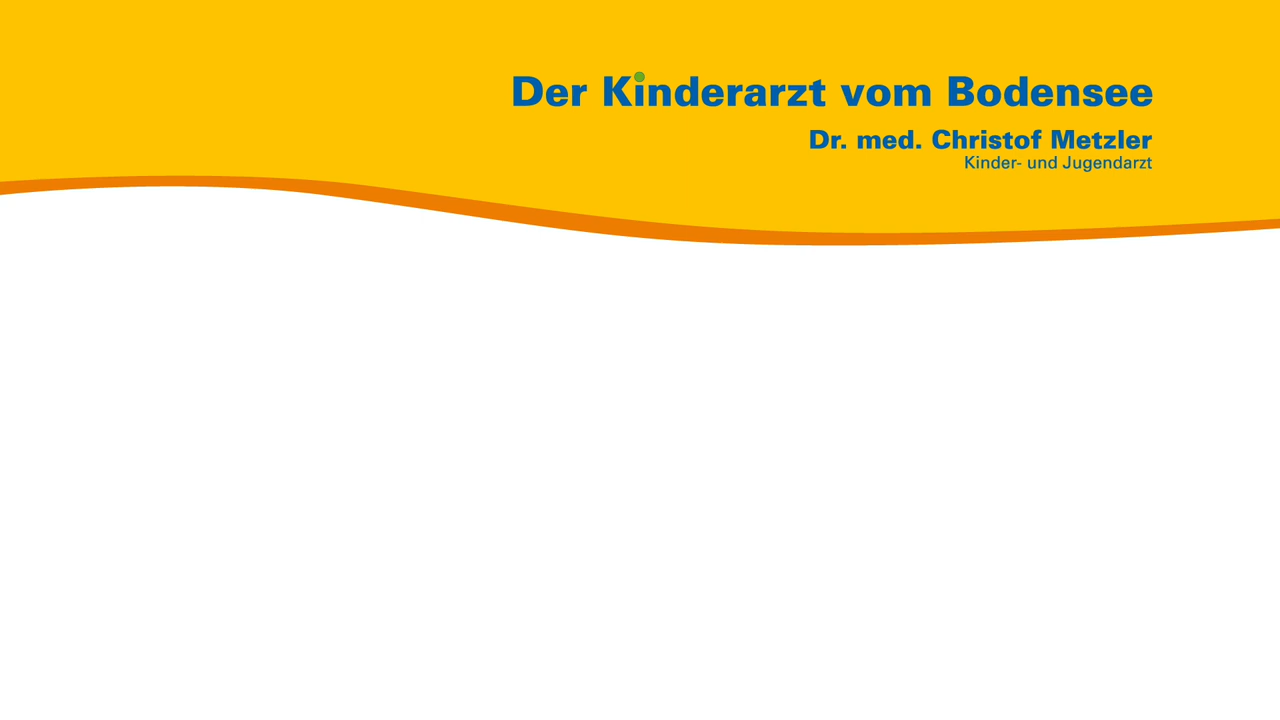 Der Kinderarzt vom Bodensee
Dr. med. Christof Metzler
Kinder- und Jugendarzt